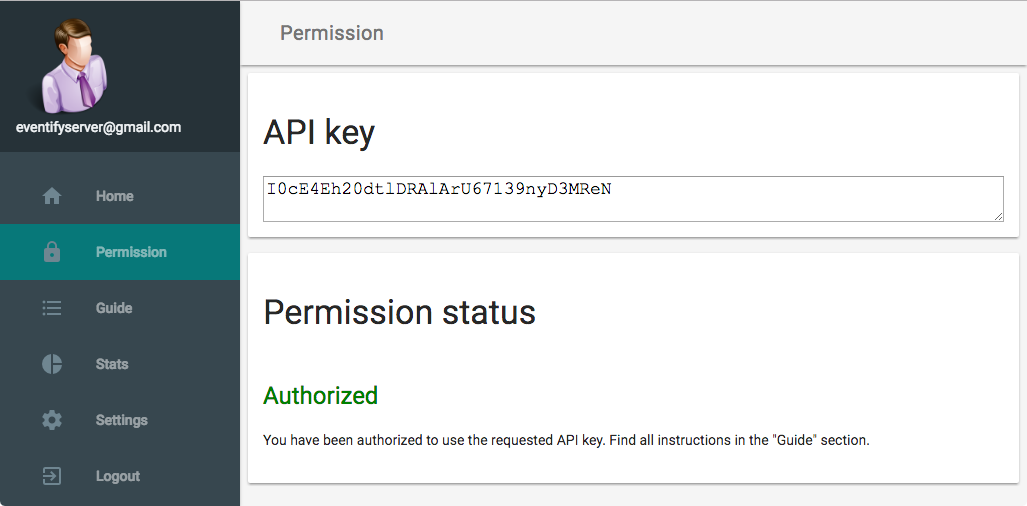 eventifyserver@gmail.com
Home
Permission
Guide
Stats
Settings
Logout
Permission
API key
I0cE4Eh20dtlDRAlArU67139nyD3MReN
Permission status
Authorized
You have been authorized to use the requested API key. Find all instructions in the "Guide" section.